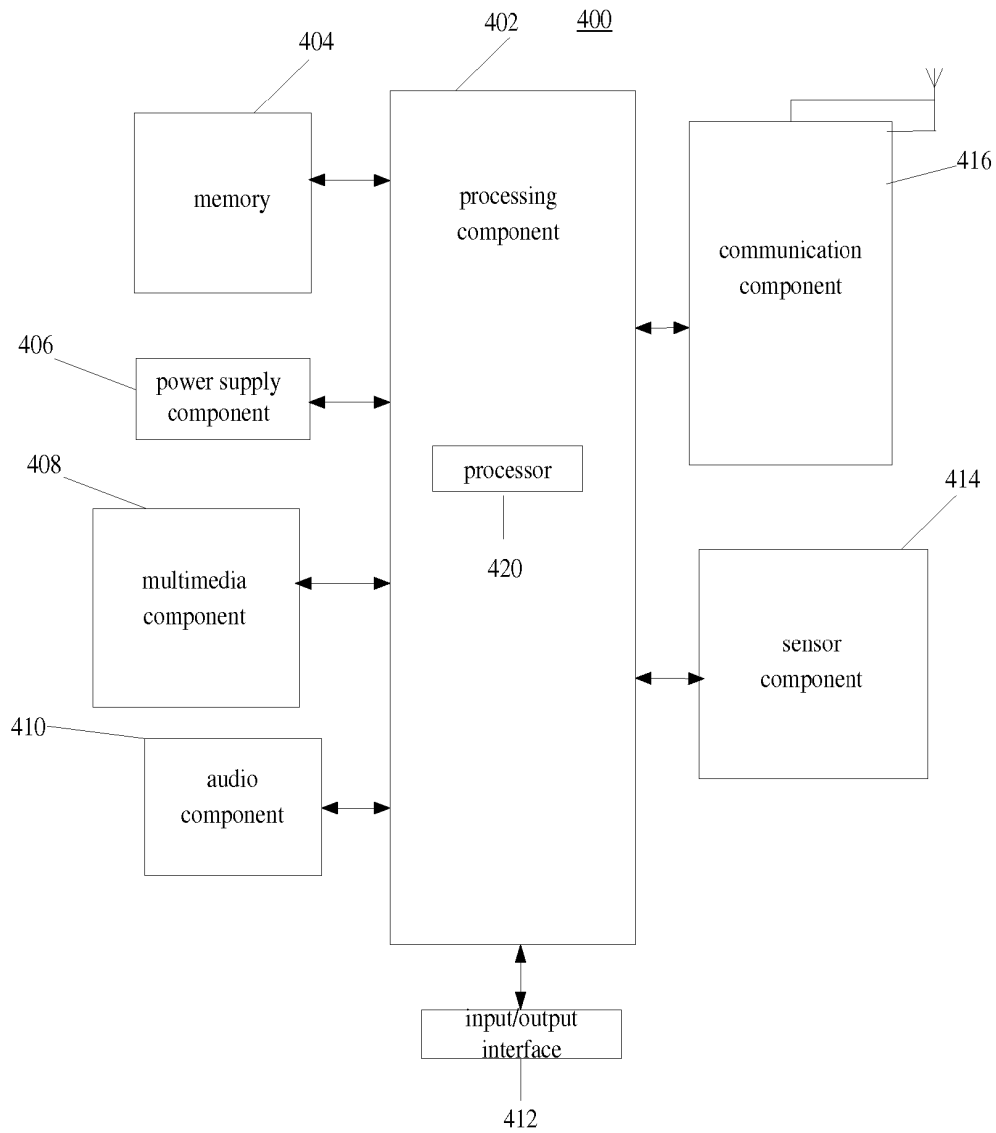 400
402
404
memory
processing
component
416
communication
component
406
power supply
component
408
processor
420
414
multimedia
component
sensor
component
410
audio
component
input/output
interface
412